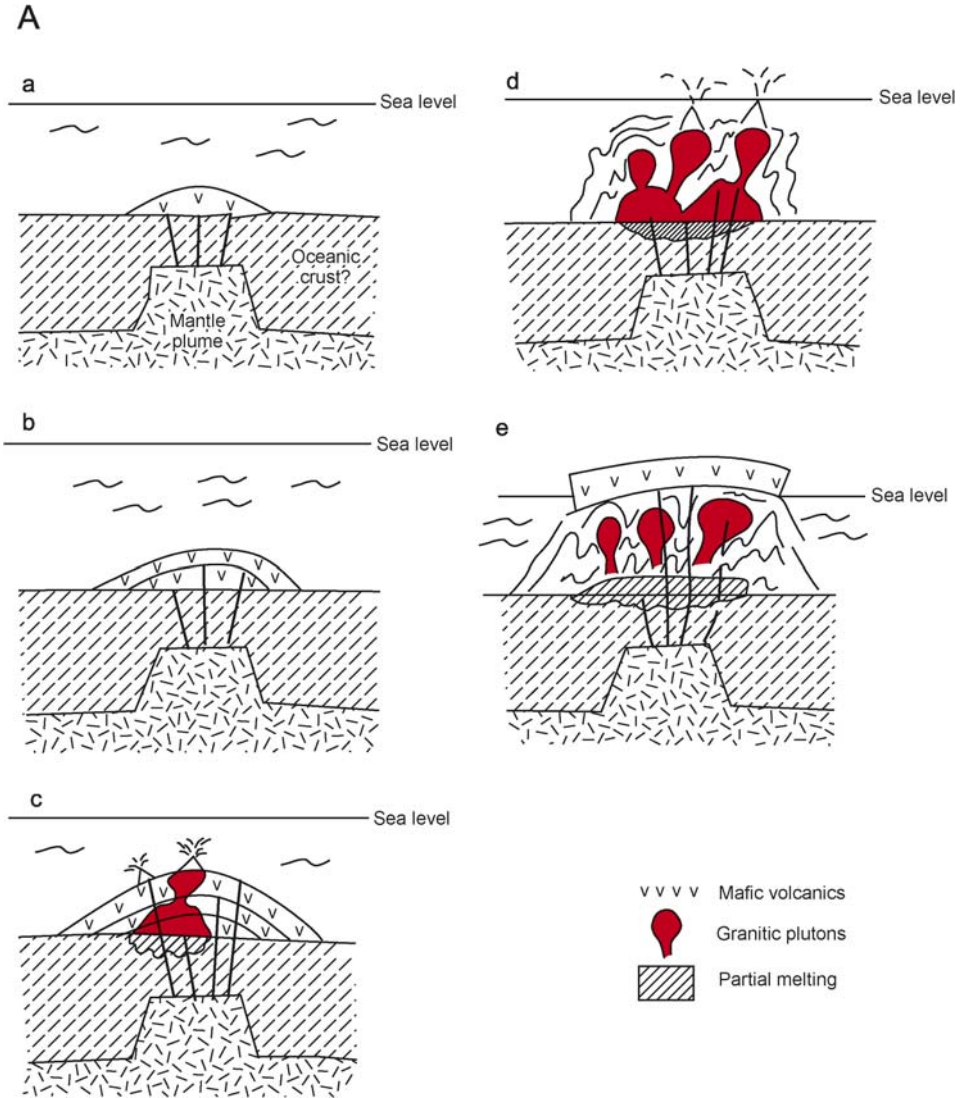 A
a
Sea level
V
V V
Oceanic
crust?
Mantle
plume
b
Sea level
V V V V
V V V V
c
Sea level
V V V
V V V
V V V V V
d
Sea level
e
V V V V V V V
Sea level
V V V V Mafic volcanics
Granitic plutons
Partial melting